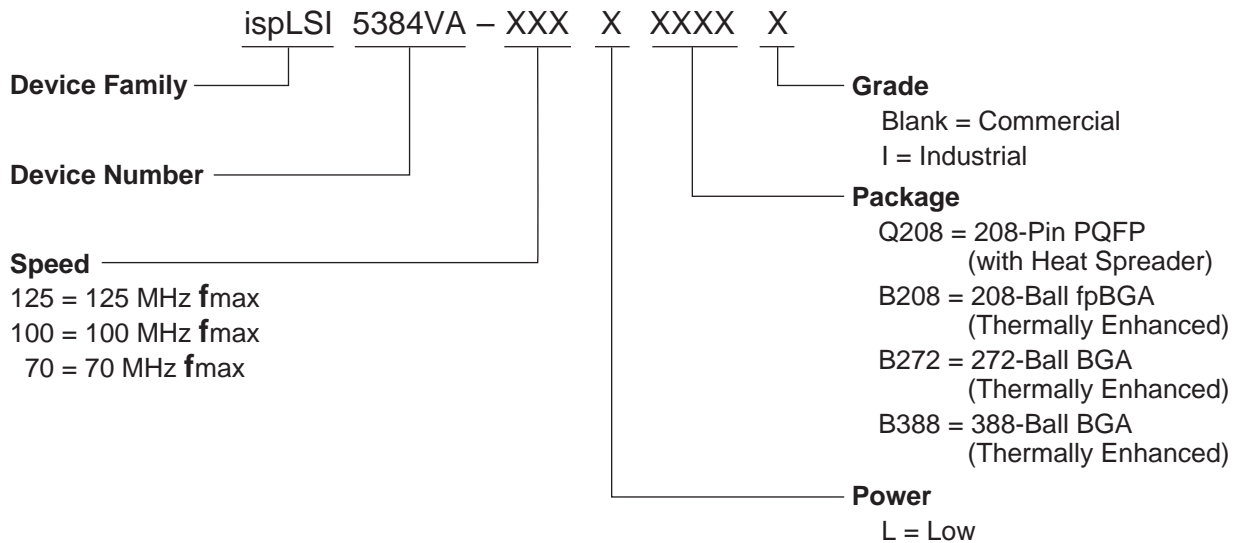 ispLSI 5384VA – XXX X XXXX X
Device Family
Device Number
Speed
125 = 125 MHz fmax
100 = 100 MHz fmax
70 = 70 MHz fmax
Grade
Blank = Commercial
I = Industrial
Package
Q208 = 208-Pin PQFP
(with Heat Spreader)
B208 = 208-Ball fpBGA
(Thermally Enhanced)
B272 = 272-Ball BGA
(Thermally Enhanced)
B388 = 388-Ball BGA
(Thermally Enhanced)
Power
L = Low